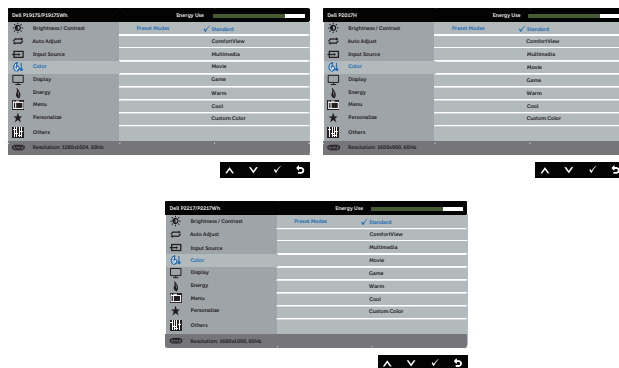 Dell P1917S/P1917SWh Energy Use
Brightness / Contrast Preset Modes ✓ Standard
Auto Adjust ComfortView
Input Source Multimedia
Color Movie
Display Game
Energy Warm
Menu Cool
Personalize Custom Color
Others
Resolution: 1280x1024, 60Hz
Dell P2017H Energy Use
Brightness / Contrast Preset Modes ✓ Standard
Auto Adjust ComfortView
Input Source Multimedia
Color Movie
Display Game
Energy Warm
Menu Cool
Personalize Custom Color
Others
Resolution: 1600x900, 60Hz
Dell P2217/P2217Wh Energy Use
Brightness / Contrast Preset Modes ✓ Standard
Auto Adjust ComfortView
Input Source Multimedia
Color Movie
Display Game
Energy Warm
Menu Cool
Personalize Custom Color
Others
Resolution: 1680x1050, 60Hz